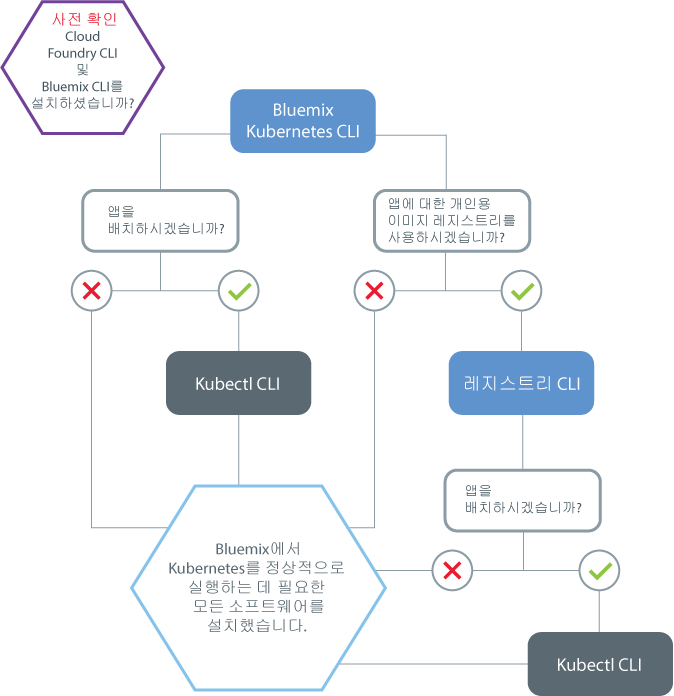 사전 확인
Cloud
Foundry CLI
및
Bluemix CLI를
설치하셨습니까?
Bluemix
Kubernetes CLI
앱을
배치하시겠습니까?
앱에 대한 개인용
이미지 레지스트리를
사용하시겠습니까?
Kubectl CLI
레지스트리 CLI
앱을
배치하시겠습니까?
Bluemix에서
Kubernetes를 정상적으로
실행하는 데 필요한
모든 소프트웨어를
설치했습니다.
Kubectl CLI